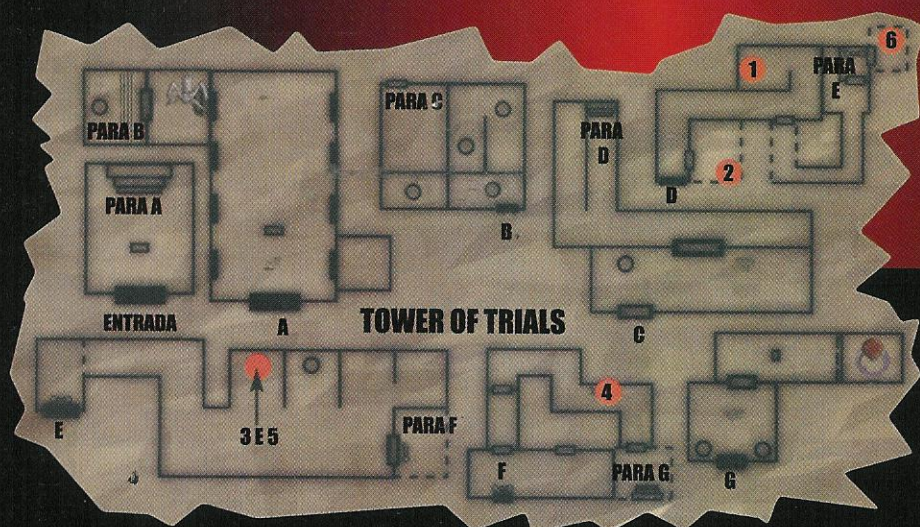 6
1
PARA E
PARA B
PARA C
PARA D
2
D
PARA A
B
ENTRADA
A
TOWER OF TRIALS
C
4
3 E 5
PARA F
E
F
PARA G
G